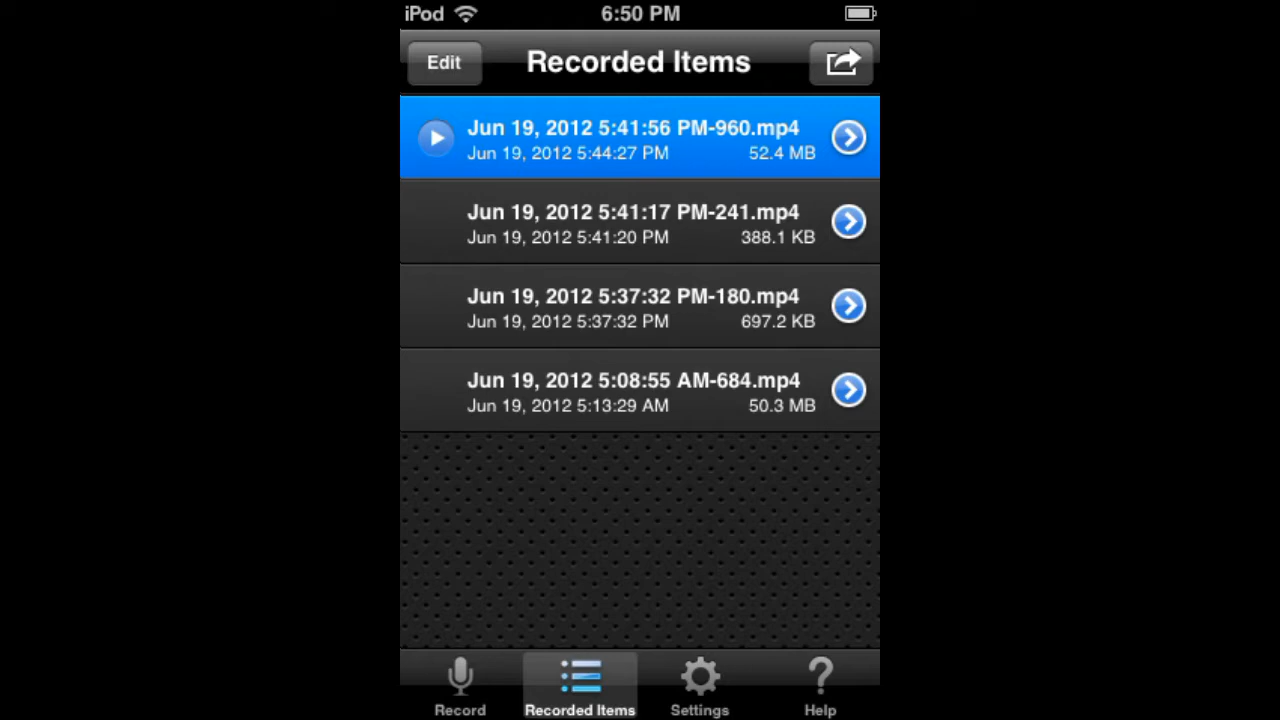 iPod 6:50 PM
Edit Recorded Items
Jun 19, 2012 5:41:56 PM-960.mp4
Jun 19, 2012 5:44:27 PM 52.4 MB
Jun 19, 2012 5:41:17 PM-241.mp4
Jun 19, 2012 5:41:20 PM 388.1 KB
Jun 19, 2012 5:37:32 PM-180.mp4
Jun 19, 2012 5:37:32 PM 697.2 KB
Jun 19, 2012 5:08:55 AM-684.mp4
Jun 19, 2012 5:13:29 AM 50.3 MB
Record Recorded Items Settings Help